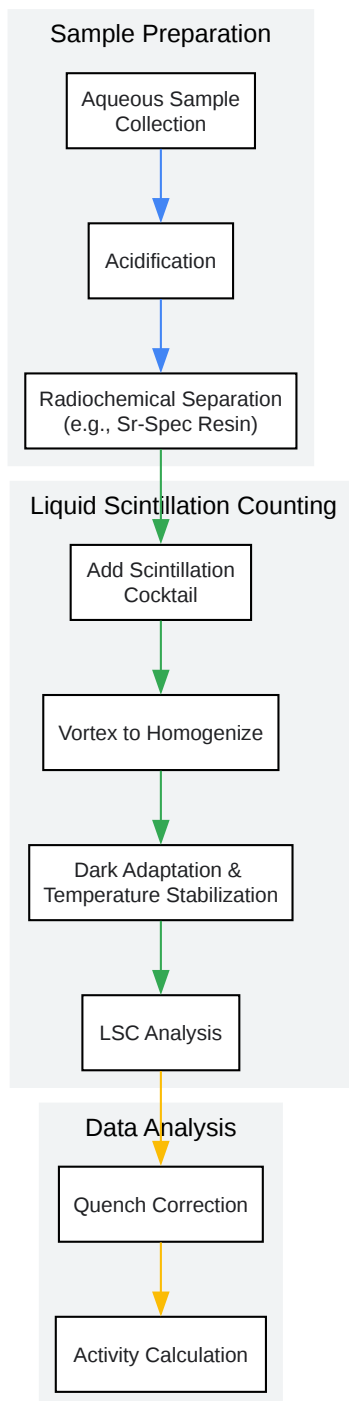 Sample Preparation
Aqueous Sample
Collection
Acidification
Radiochemical Separation
(e.g., Sr-Spec Resin)
Liquid Scintillation Counting
Add Scintillation
Cocktail
Vortex to Homogenize
Dark Adaptation &
Temperature Stabilization
LSC Analysis
Data Analysis
Quench Correction
Activity Calculation